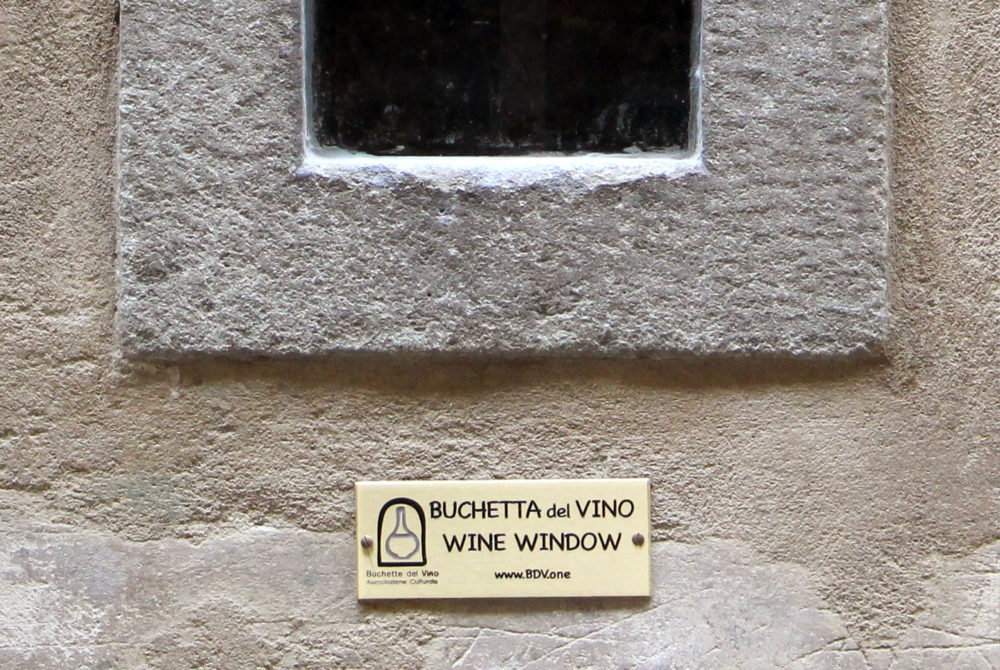 BUCHETTA del VINO
WINE WINDOW
www.BDV.one
Buchette del Vino
Associazione Culturale